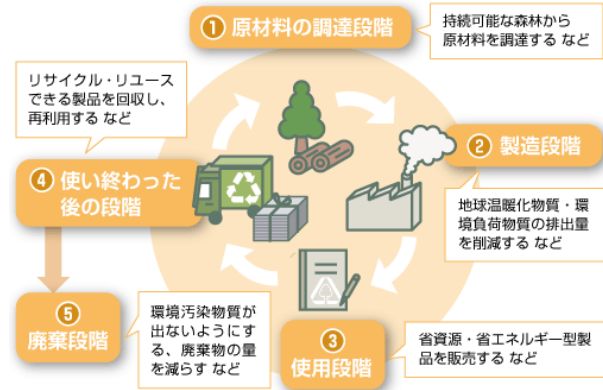 ① 原材料の調達段階
持続可能な森林から
原材料を調達する など
② 製造段階
地球温暖化物質・環
境負荷物質の排出量
を削減する など
③
使用段階
省資源・省エネルギー型製
品を販売する など
④ 使い終わった
後の段階
リサイクル・リユース
できる製品を回収し、
再利用する など
⑤
廃棄段階
環境汚染物質が
出ないようにす
る、廃棄物の量
を減らす など